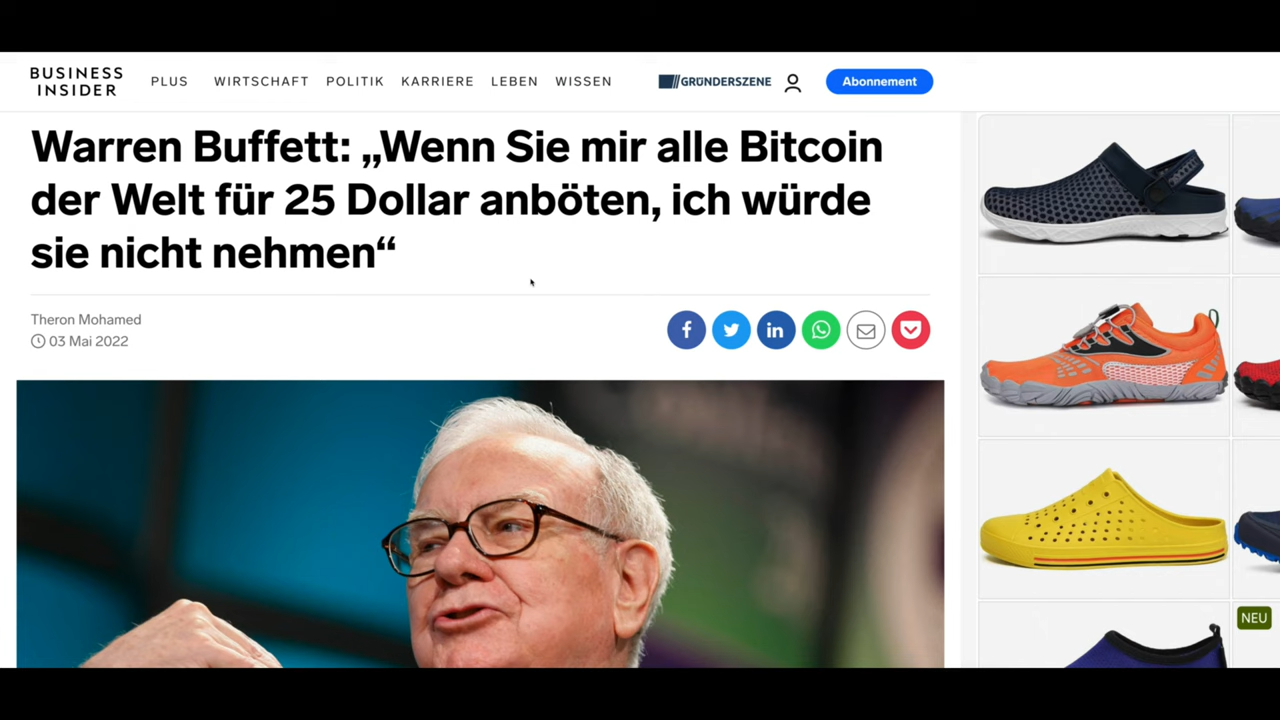 BUSINESS
INSIDER
PLUS WIRTSCHAFT POLITIK KARRIERE LEBEN WISSEN
GRÜNDERSZENE
Abonnement
Warren Buffett: „Wenn Sie mir alle Bitcoin
der Welt für 25 Dollar anböten, ich würde
sie nicht nehmen“
Theron Mohamed
03 Mai 2022
f
in
NEU